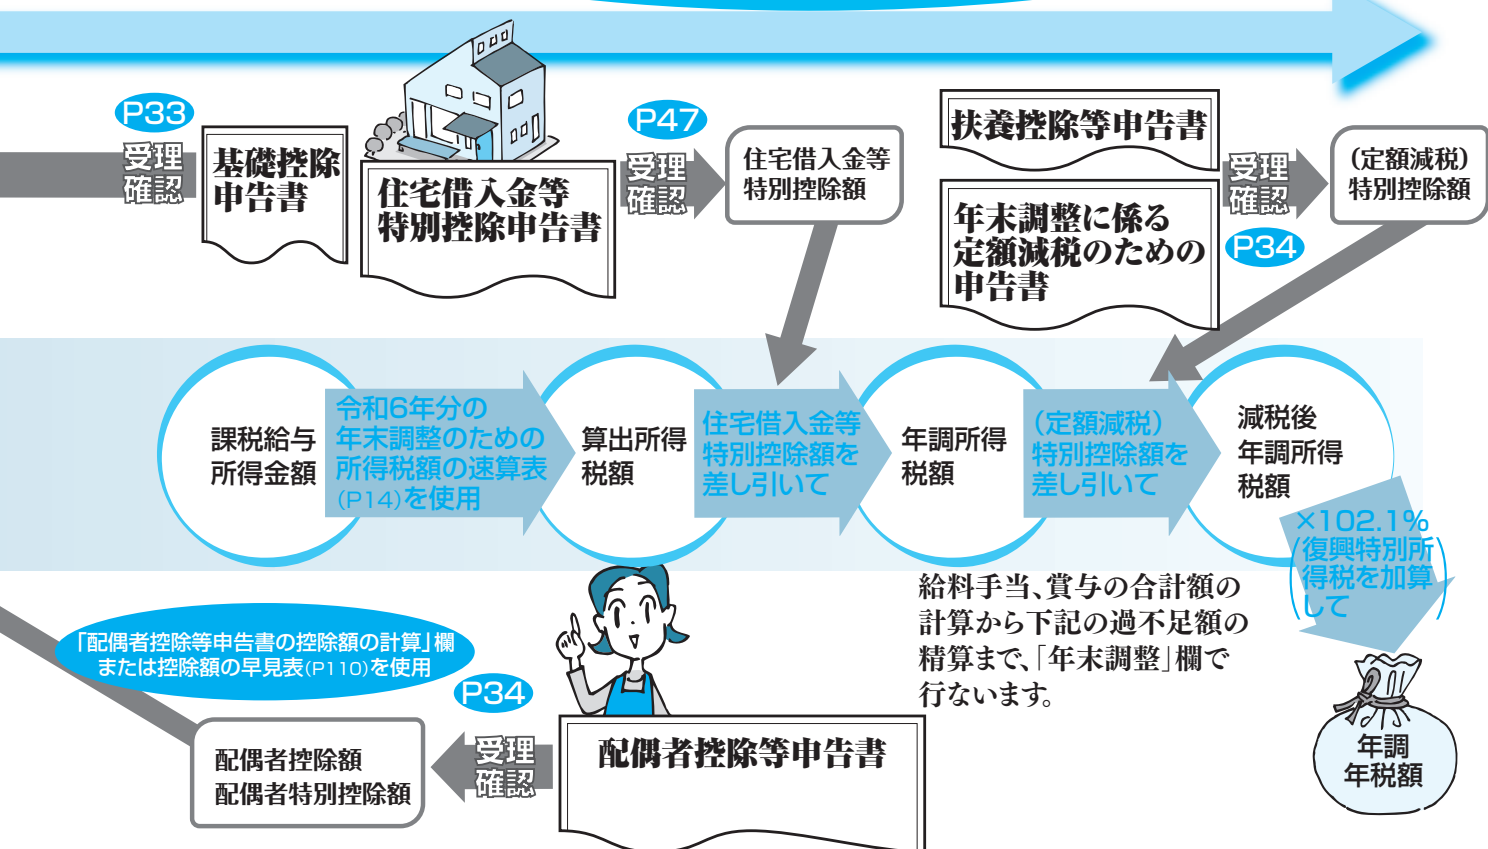 P33
受理
確認
基礎控除
申告書
住宅借入金等
特別控除申告書
P47
受理
確認
住宅借入金等
特別控除額
扶養控除等申告書
年末調整に係る
定額減税のための
申告書
受理
確認
P34
(定額減税)
特別控除額
課税給与
所得金額
令和6年分の
年末調整のための
所得税額の速算表
(P14)を使用
算出所得
税額
住宅借入金等
特別控除額を
差し引いて
年調所得
税額
(定額減税)
特別控除額を
差し引いて
減税後
年調所得
税額
×102.1%
(復興特別所
得税を加算
して)
年調
年税額
給料手当、賞与の合計額の
計算から下記の過不足額の
精算まで、「年末調整」欄で
行ないます。
「配偶者控除等申告書の控除額の計算」欄
または控除額の早見表(P110)を使用
P34
受理
確認
配偶者控除等申告書
配偶者控除額
配偶者特別控除額